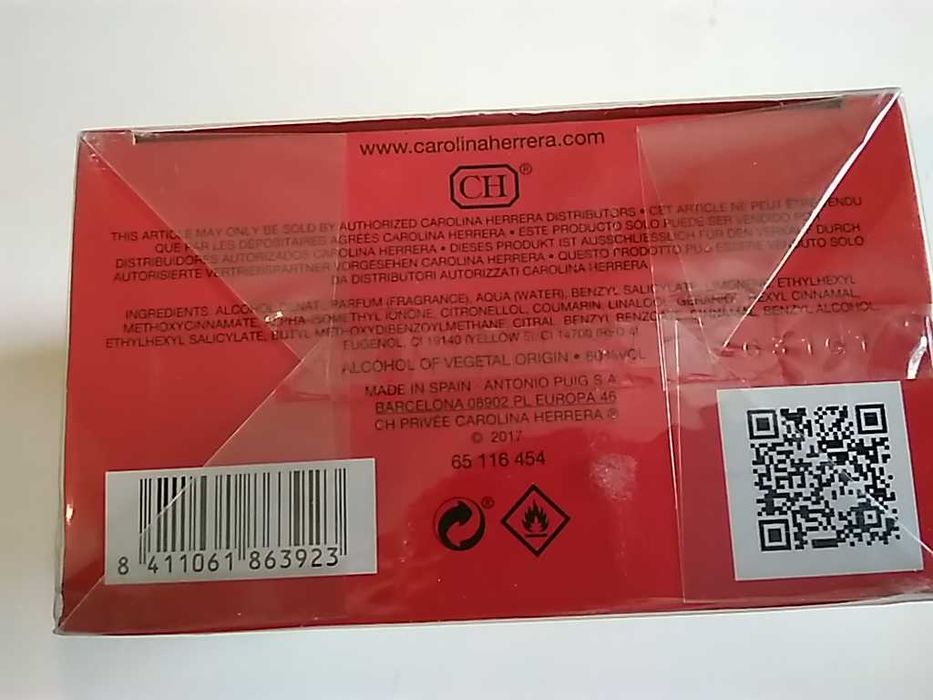 www.carolinaherrera.com
CH®
THIS ARTICLE MAY ONLY BE SOLD BY AUTHORIZED CAROLINA HERRERA DISTRIBUTORS • CET ARTICLE NE PEUT ÊTRE VENDU
QUE PAR LES DÉPOSITAIRES AGRÉÉS CAROLINA HERRERA • ESTE PRODUCTO SOLO PUEDE SER VENDIDO POR
DISTRIBUIDORES AUTORIZADOS CAROLINA HERRERA • DIESES PRODUKT IST AUSSCHLIESSLICH FÜR DEN VERKAUF DURCH
AUTORISIERTE VERTRIEBSPARTNER VORGESEHEN CAROLINA HERRERA • QUESTO PRODOTTO PUÒ ESSERE VENDUTO SOLO
DA DISTRIBUTORI AUTORIZZATI CAROLINA HERRERA
INGREDIENTS: ALCOHOL DENAT., PARFUM (FRAGRANCE), AQUA (WATER), BENZYL SALICYLATE, LIMONENE, ETHYLHEXYL
METHOXYCINNAMATE, ALPHA-ISOMETHYL IONONE, CITRONELLOL, COUMARIN, LINALOOL, GERANIOL, HEXYL CINNAMAL,
ETHYLHEXYL SALICYLATE, BUTYL METHOXYDIBENZOYLMETHANE, CITRAL, BENZYL BENZOATE, CINNAMAL, BENZYL ALCOHOL,
EUGENOL, CI 19140 (YELLOW 5), CI 14700 (RED 4)
ALCOHOL OF VEGETAL ORIGIN • 80%VOL
MADE IN SPAIN - ANTONIO PUIG S.A.
BARCELONA 08902 PL EUROPA 46
CH PRIVÉE CAROLINA HERRERA ®
© 2017
65 116 454
8 411061 863923